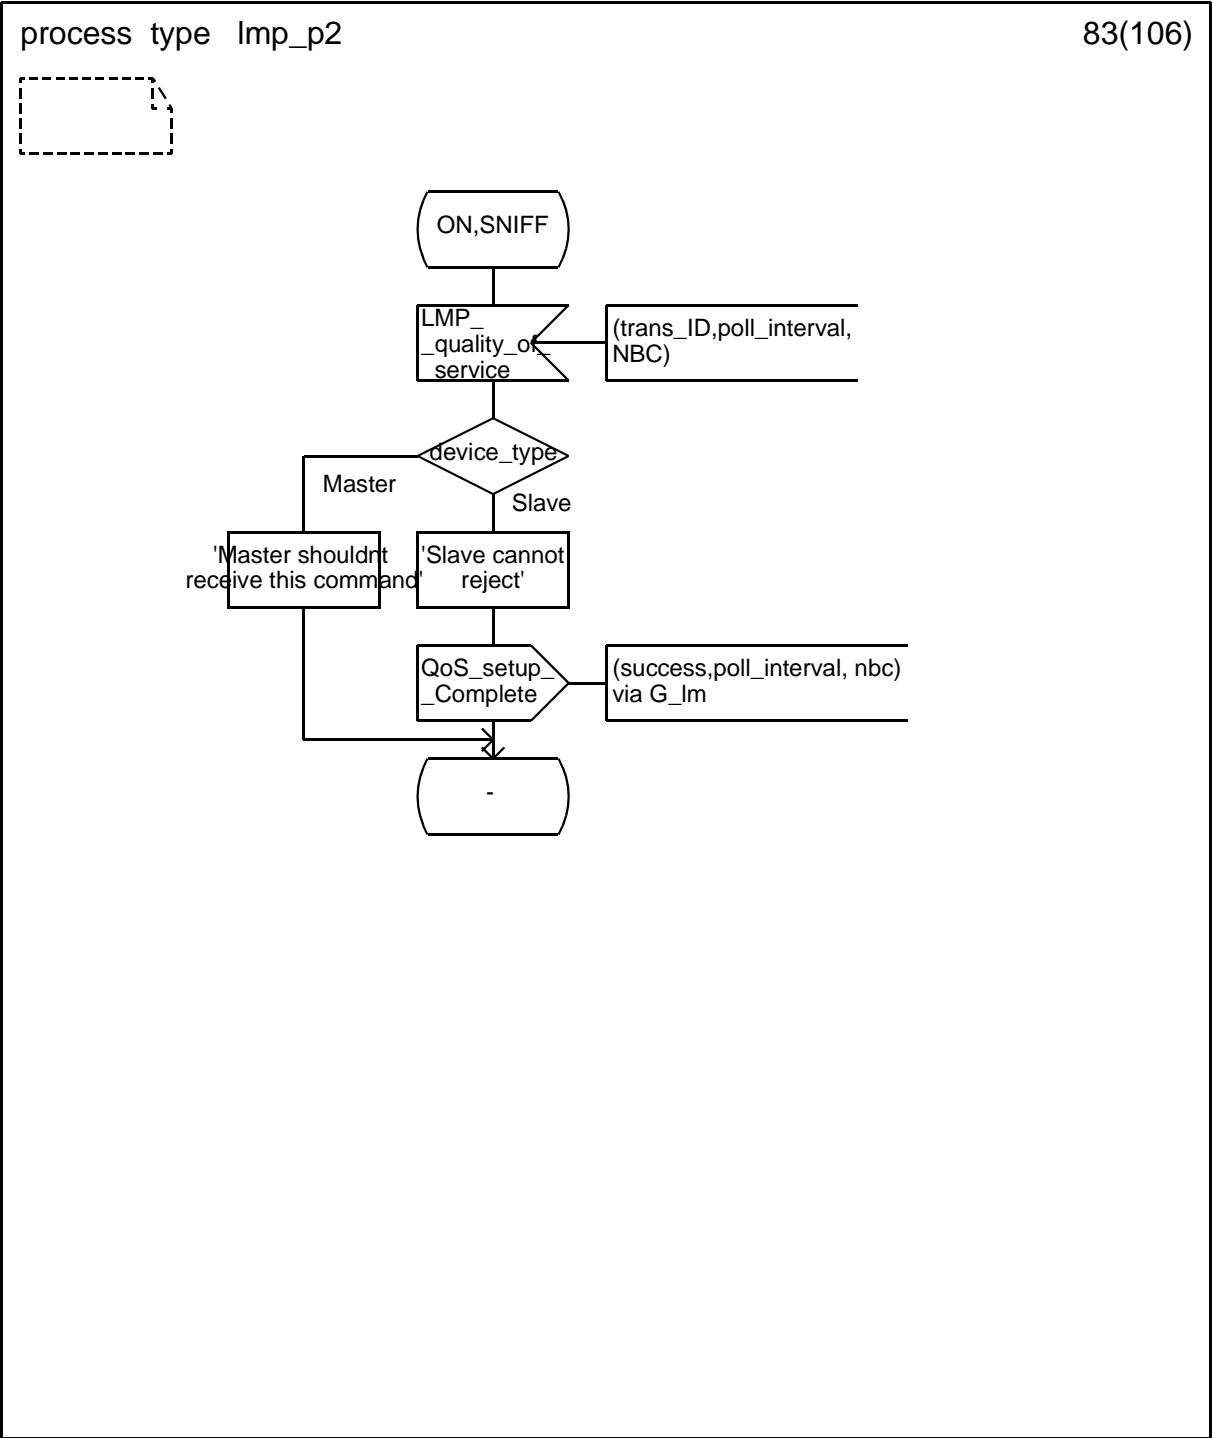 process type lmp_p2
83(106)
ON,SNIFF
LMP_
_quality_of_
_service
(trans_ID,poll_interval,
NBC)
device_type
Master
Slave
'Master shouldnt
receive this command'
'Slave cannot
reject'
QoS_setup_
_Complete
(success,poll_interval, nbc)
via G_lm
-